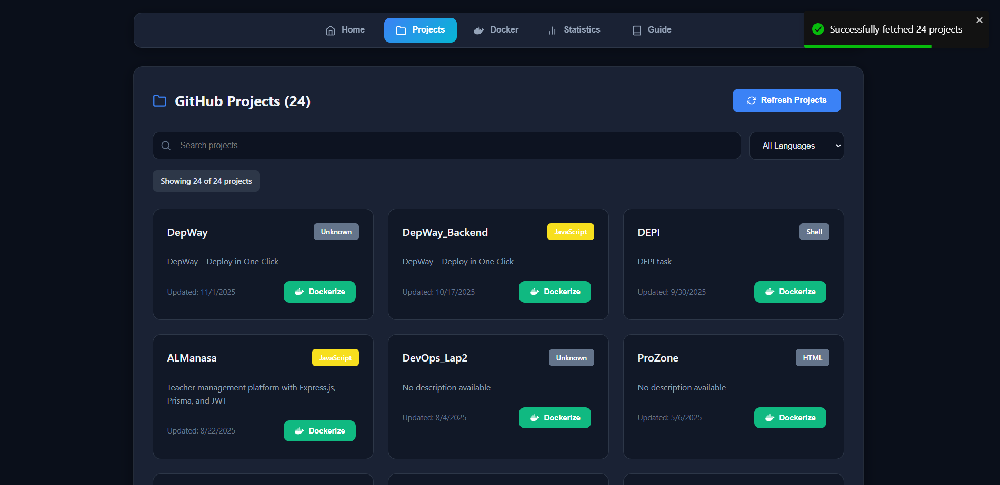 Home
Projects
Docker
Statistics
Guide
Successfully fetched 24 projects
GitHub Projects (24)
Refresh Projects
Search projects...
All Languages
Showing 24 of 24 projects
DepWay
Unknown
DepWay – Deploy in One Click
Updated: 11/1/2025
Dockerize
DepWay_Backend
JavaScript
DepWay – Deploy in One Click
Updated: 10/17/2025
Dockerize
DEPI
Shell
DEPI task
Updated: 9/30/2025
Dockerize
ALManasa
JavaScript
Teacher management platform with Express.js,
Prisma, and JWT
Updated: 8/22/2025
Dockerize
DevOps_Lap2
Unknown
No description available
Updated: 8/4/2025
Dockerize
ProZone
HTML
No description available
Updated: 5/6/2025
Dockerize